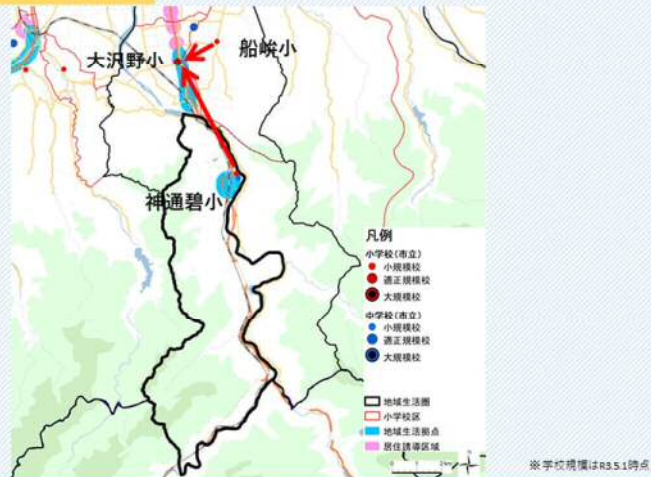 船峅小
大沢野小
神通碧小
凡例
小学校(市立)
小規模校
適正規模校
大規模校
中学校(市立)
小規模校
適正規模校
大規模校
地域生活圏
小学校区
地域生活拠点
居住誘導区域
※学校規模はR3.5.1時点